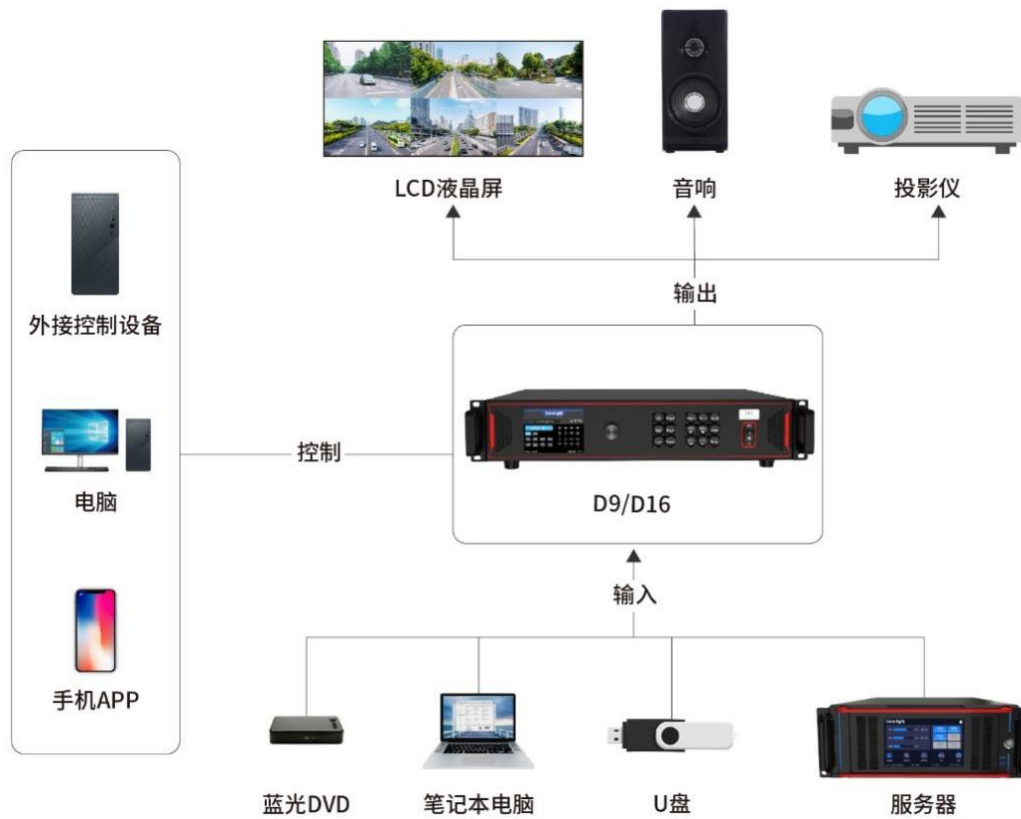 LCD液晶屏
音响
投影仪
输出
外接控制设备
电脑
手机APP
控制
D9/D16
输入
蓝光DVD
笔记本电脑
U盘
服务器